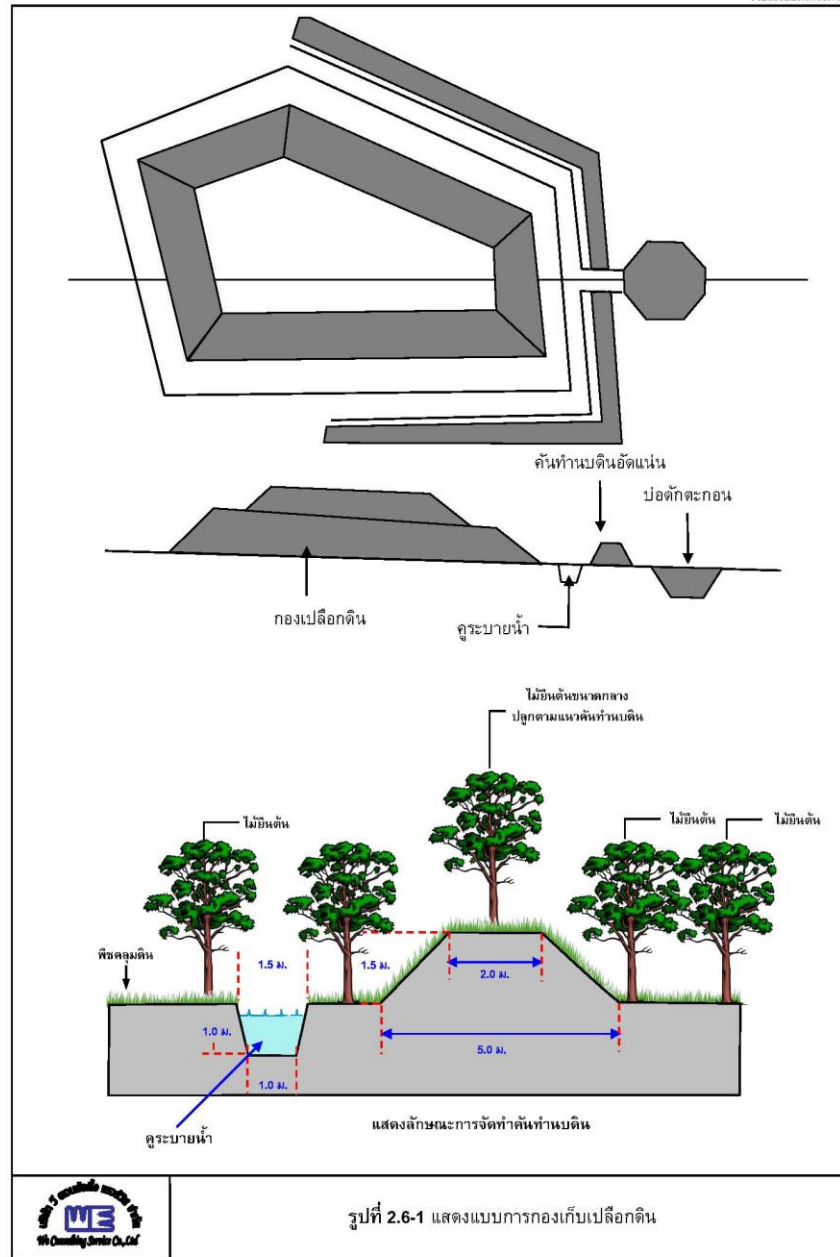 คันทำนบดินอัดแน่น
บ่อดักตะกอน
กองเปลือกดิน
คูระบายน้ำ
ไม้ยืนต้นขนาดกลาง
ปลูกตามแนวคันทำนบดิน
ไม้ยืนต้น
ไม้ยืนต้น
ไม้ยืนต้น
พืชคลุมดิน
1.5 ม.
1.5 ม.
2.0 ม.
1.0 ม.
5.0 ม.
1.0 ม.
คูระบายน้ำ
แสดงลักษณะการจัดทำคันทำนบดิน
WE
We Consulting Service Co.,Ltd
รูปที่ 2.6-1 แสดงแบบการกองเก็บเปลือกดิน